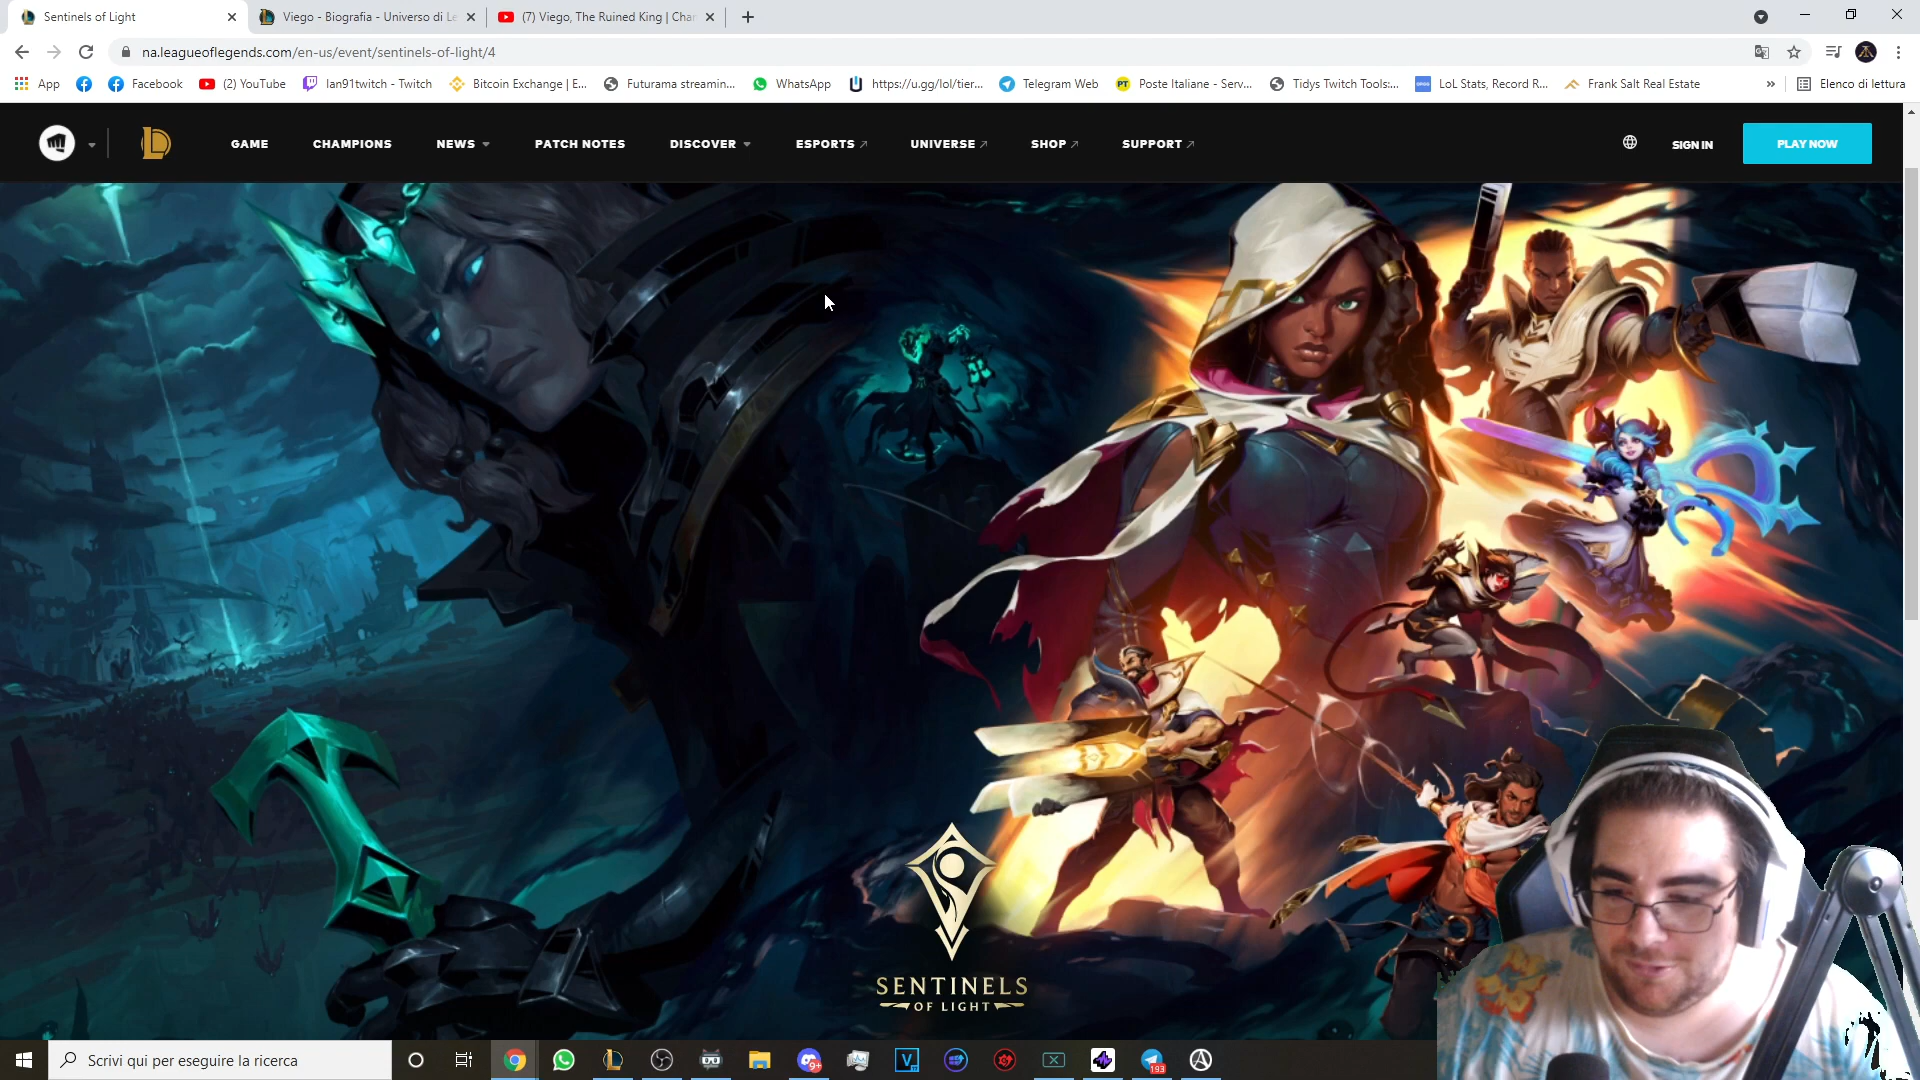 Sentinels of Light
Viego - Biografia - Universo di Le
(7) Viego, The Ruined King | Cha
na.leagueoflegends.com/en-us/event/sentinels-of-light/4
App
Facebook
(2) YouTube
lan91twitch - Twitch
Bitcoin Exchange | E...
Futurama streamin...
WhatsApp
https://u.gg/lol/tier...
Telegram Web
PT
Poste Italiane - Serv...
Tidys Twitch Tools:...
LoL Stats, Record R...
Frank Salt Real Estate
»
Elenco di lettura
GAME
CHAMPIONS
NEWS
PATCH NOTES
DISCOVER
ESPORTS
UNIVERSE
SHOP
SUPPORT
SIGN IN
PLAY NOW
SENTINELS
OF LIGHT
Scrivi qui per eseguire la ricerca
9+
193